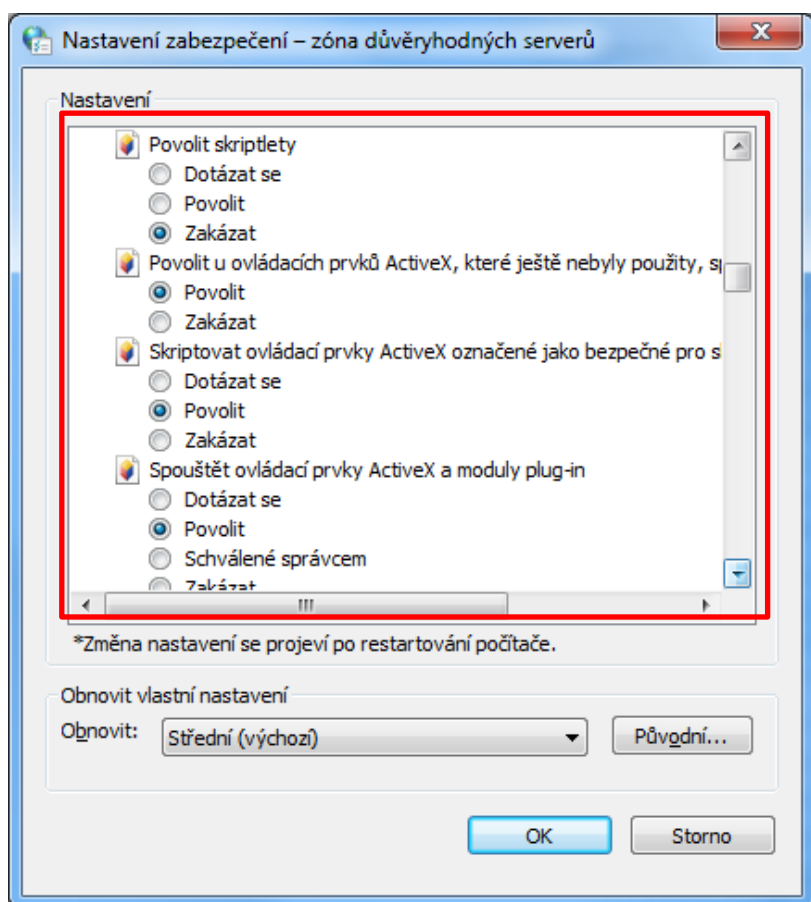 Nastavení zabezpečení – zóna důvěryhodných serverů
Nastavení
Povolit skriptlety
Dotázat se
Povolit
Zakázat
Povolit u ovládacích prvků ActiveX, které ještě nebyly použity,
Povolit
Zakázat
Skriptovat ovládací prvky ActiveX označené jako bezpečné pro
Dotázat se
Povolit
Zakázat
Spouštět ovládací prvky ActiveX a moduly plug-in
Dotázat se
Povolit
Schválené správcem
Zakázat
*Změna nastavení se projeví po restartování počítače.
Obnovit vlastní nastavení
Obnovit: Střední (výchozí) Původní...
OK Storno